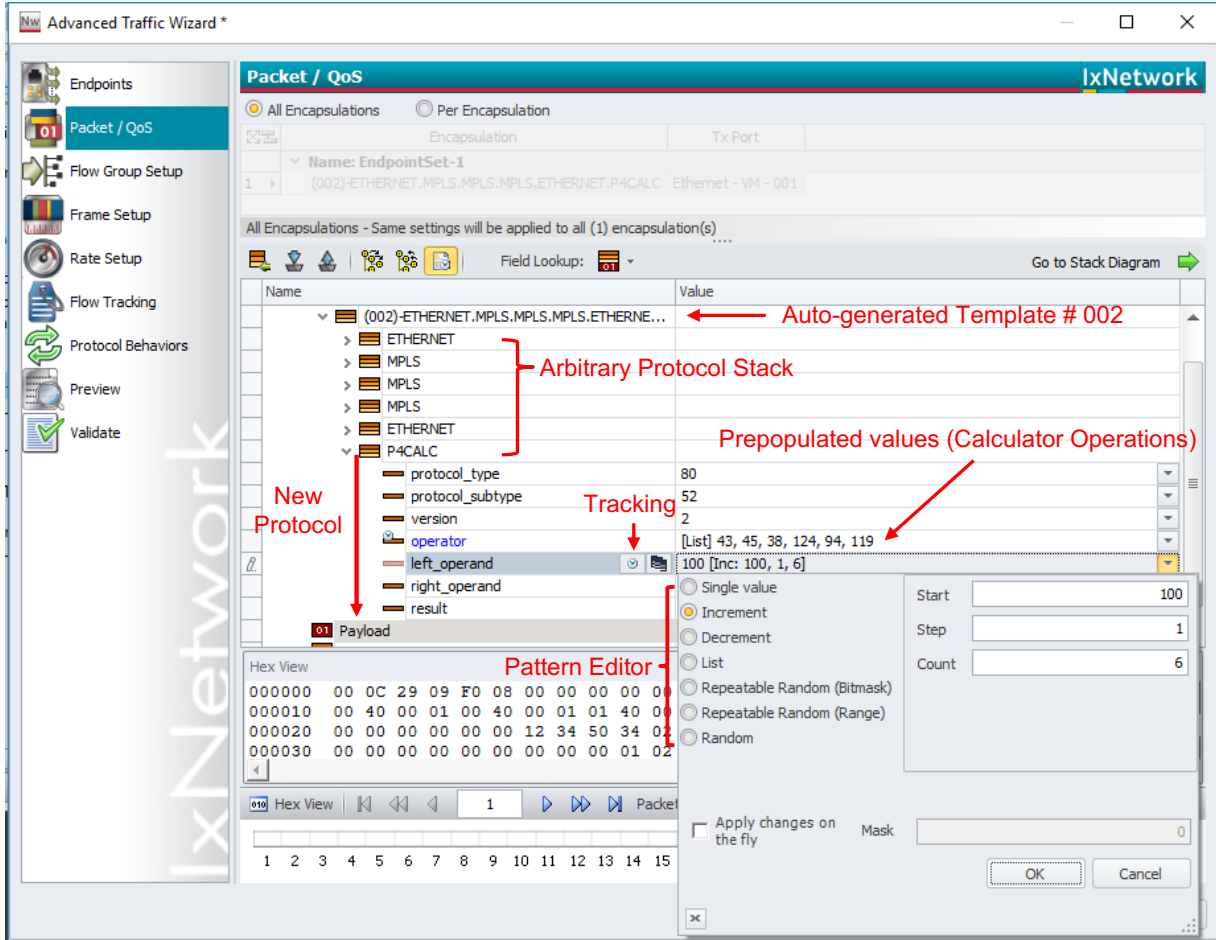 Nw Advanced Traffic Wizard *
Endpoints
Packet / QoS
Flow Group Setup
Frame Setup
Rate Setup
Flow Tracking
Protocol Behaviors
Preview
Validate
IxNetwork
Packet / QoS IxNetwork
All Encapsulations Per Encapsulation
Encapsulation Tx Port
Name: EndpointSet-1
1 (002)-ETHERNET.MPLS.MPLS.MPLS.ETHERNET.P4CALC Ethernet - VM - 001
All Encapsulations - Same settings will be applied to all (1) encapsulation(s)
Field Lookup: Go to Stack Diagram
Name Value
(002)-ETHERNET.MPLS.MPLS.MPLS.ETHERNE... Auto-generated Template # 002
ETHERNET
MPLS
Arbitrary Protocol Stack
MPLS
MPLS
ETHERNET
Prepopulated values (Calculator Operations)
P4CALC
protocol_type 80
protocol_subtype 52
New
Protocol
Tracking
version 2
operator [List] 43, 45, 38, 124, 94, 119
left_operand 100 [Inc: 100, 1, 6]
right_operand
result
01 Payload
Pattern Editor
Single value
Increment
Decrement
List
Repeatable Random (Bitmask)
Repeatable Random (Range)
Random
Start 100
Step 1
Count 6
Hex View
000000 00 0C 29 09 F0 08 00 00 00 00 00
000010 00 40 00 01 00 40 00 01 01 40 00
000020 00 00 00 00 00 00 12 34 50 34 02
000030 00 00 00 00 00 00 00 00 00 01 02
010 Hex View 1 Packet
1 2 3 4 5 6 7 8 9 10 11 12 13 14 15
Apply changes on
the fly
Mask 0
OK Cancel